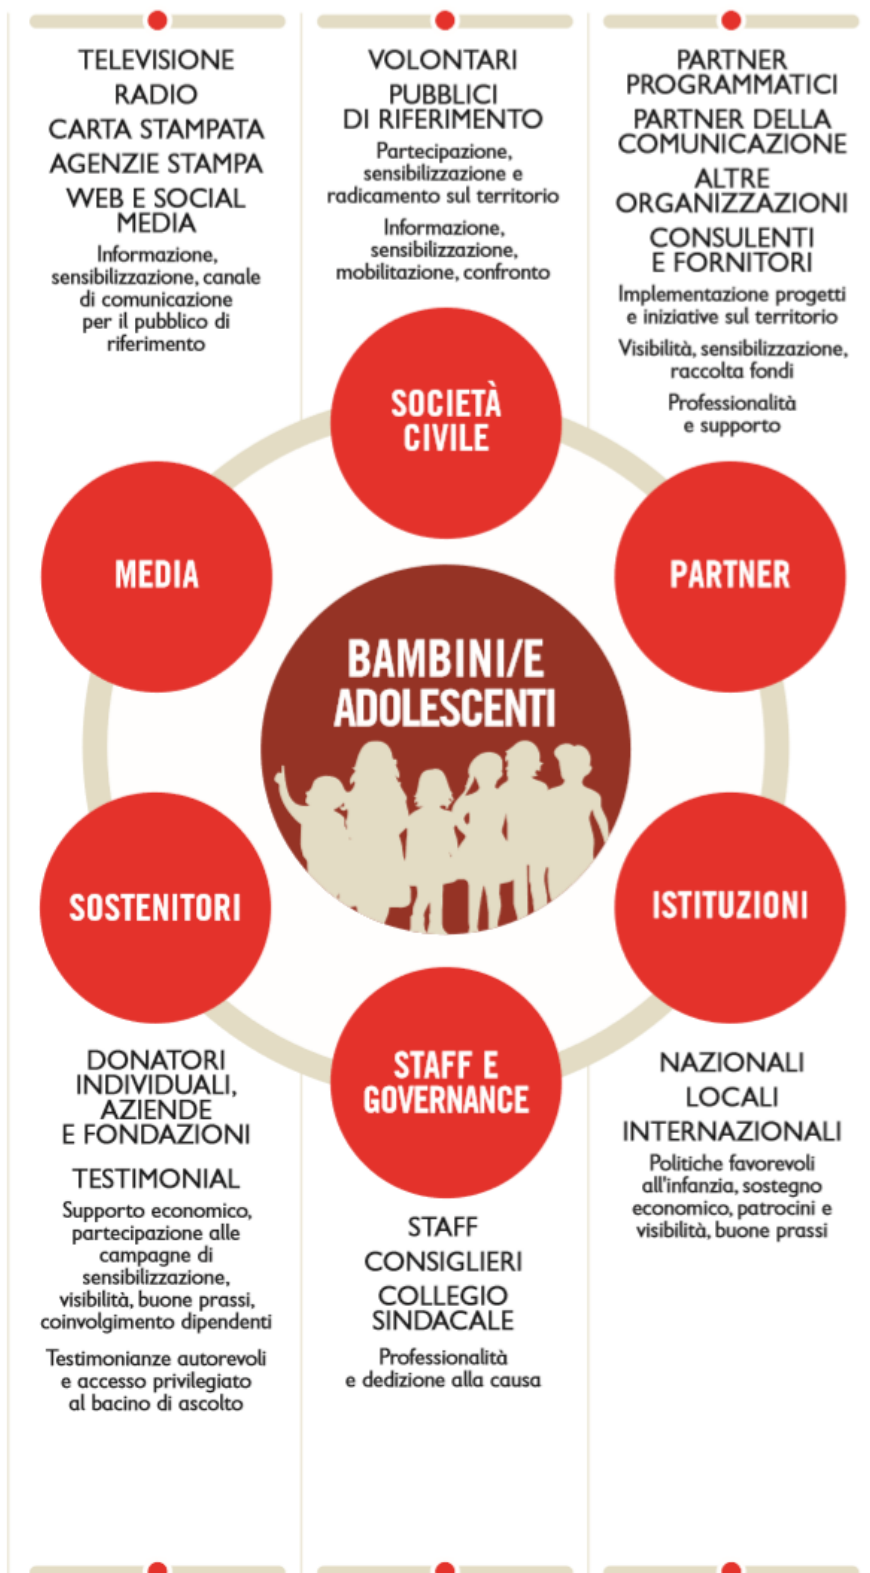 TELEVISIONE
RADIO
CARTA STAMPATA
AGENZIE STAMPA
WEB E SOCIAL
MEDIA
Informazione,
sensibilizzazione, canale
di comunicazione
per il pubblico di
riferimento
VOLONTARI
PUBBLICI
DI RIFERIMENTO
Partecipazione,
sensibilizzazione e
radicamento sul territorio
Informazione,
sensibilizzazione,
mobilitazione, confronto
PARTNER
PROGRAMMATICI
PARTNER DELLA
COMUNICAZIONE
ALTRE
ORGANIZZAZIONI
CONSULENTI
E FORNITORI
Implementazione progetti
e iniziative sul territorio
Visibilità, sensibilizzazione,
raccolta fondi
Professionalità
e supporto
SOCIETÀ
CIVILE
MEDIA
PARTNER
BAMBINI/E
ADOLESCENTI
SOSTENITORI
ISTITUZIONI
STAFF E
GOVERNANCE
DONATORI
INDIVIDUALI,
AZIENDE
E FONDAZIONI
TESTIMONIAL
Supporto economico,
partecipazione alle
campagne di
sensibilizzazione,
visibilità, buone prassi,
coinvolgimento dipendenti
Testimonianze autorevoli
e accesso privilegiato
al bacino di ascolto
STAFF
CONSIGLIERI
COLLEGIO
SINDACALE
Professionalità
e dedizione alla causa
NAZIONALI
LOCALI
INTERNAZIONALI
Politiche favorevoli
all'infanzia, sostegno
economico, patrocini e
visibilità, buone prassi